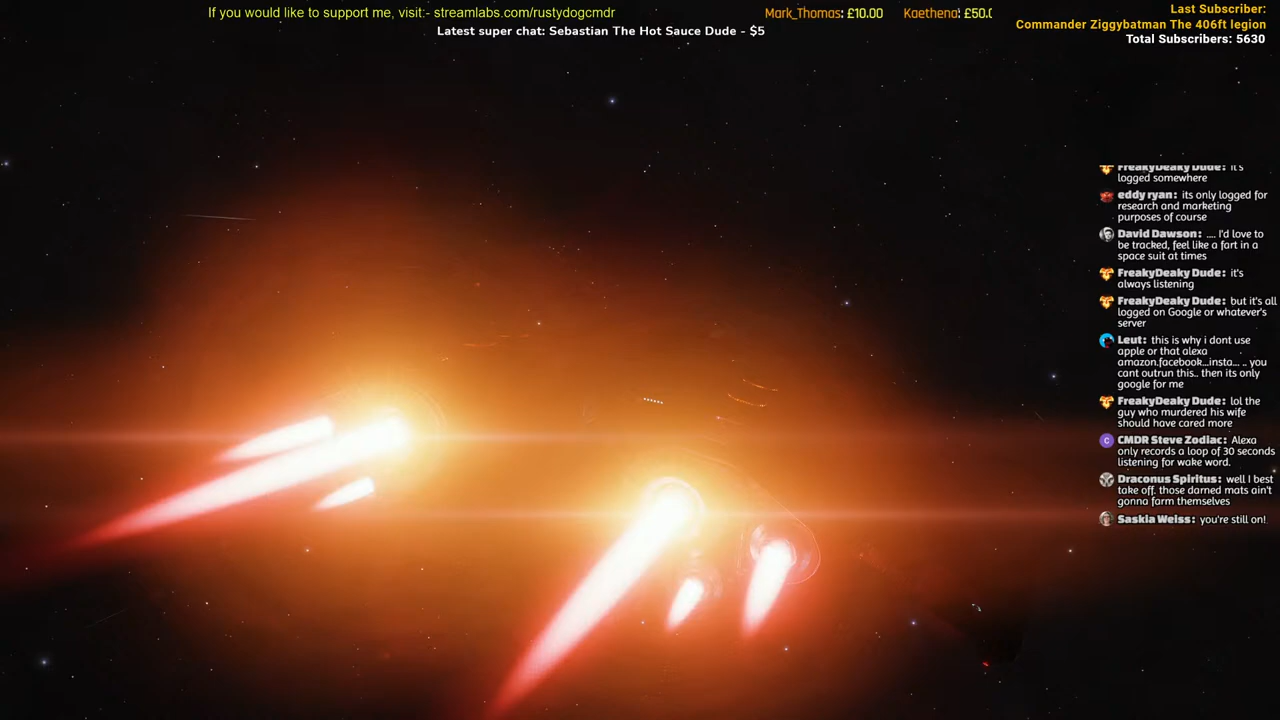 If you would like to support me, visit:- streamlabs.com/rustydogcmdr
Mark_Thomas: £10.00 Kaethena: £50.0
Latest super chat: Sebastian The Hot Sauce Dude - $5
Last Subscriber:
Commander Ziggybatman The 406ft legion
Total Subscribers: 5630
FreakyDeaky Dude: it's
logged somewhere
eddy ryan: its only logged for
research and marketing
purposes of course
David Dawson: .... I'd love to
be tracked, feel like a fart in a
space suit at times
FreakyDeaky Dude: it's
always listening
FreakyDeaky Dude: but it's all
logged on Google or whatever's
server
Leut: this is why i dont use
apple or that alexa
amazon.facebook...insta... .. you
cant outrun this.. then its only
google for me
FreakyDeaky Dude: lol the
guy who murdered his wife
should have cared more
C CMDR Steve Zodiac: Alexa
only records a loop of 30 seconds
listening for wake word.
Draconus Spiritus: well I best
take off. those darned mats ain't
gonna farm themselves
Saskia Weiss: you're still on!